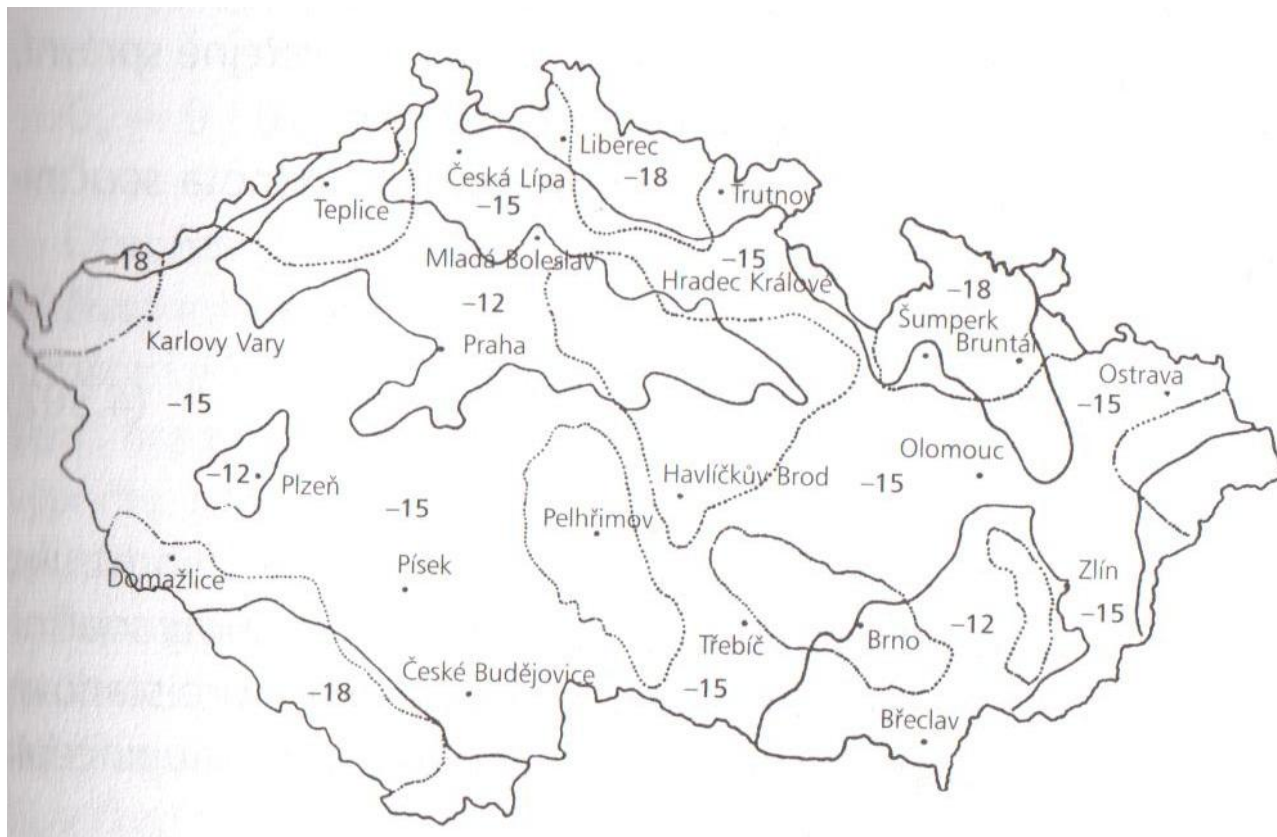 Liberec
-18
Česká Lípa
-15
Trutnov
Teplice
18
Mladá Boleslav
-15
Hradec Králové
-12
-18
Šumperk
Bruntál
Karlovy Vary
Praha
Ostrava
-15
-15
Olomouc
-12
Plzeň
Havlíčkův Brod
-15
-15
Pelhřimov
Domažlice
Písek
Zlín
-15
Třebíč
Brno
-12
České Budějovice
-18
-15
Břeclav